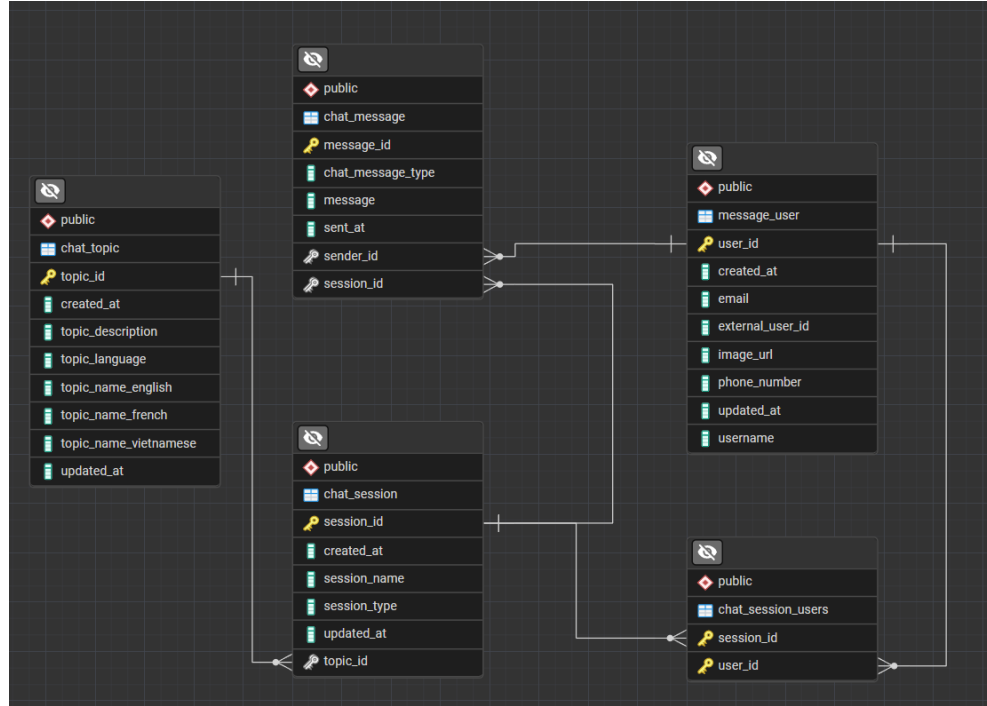 public
chat_topic
topic_id
created_at
topic_description
topic_language
topic_name_english
topic_name_french
topic_name_vietnamese
updated_at
public
chat_message
message_id
chat_message_type
message
sent_at
sender_id
session_id
public
chat_session
session_id
created_at
session_name
session_type
updated_at
topic_id
public
message_user
user_id
created_at
email
external_user_id
image_url
phone_number
updated_at
username
public
chat_session_users
session_id
user_id